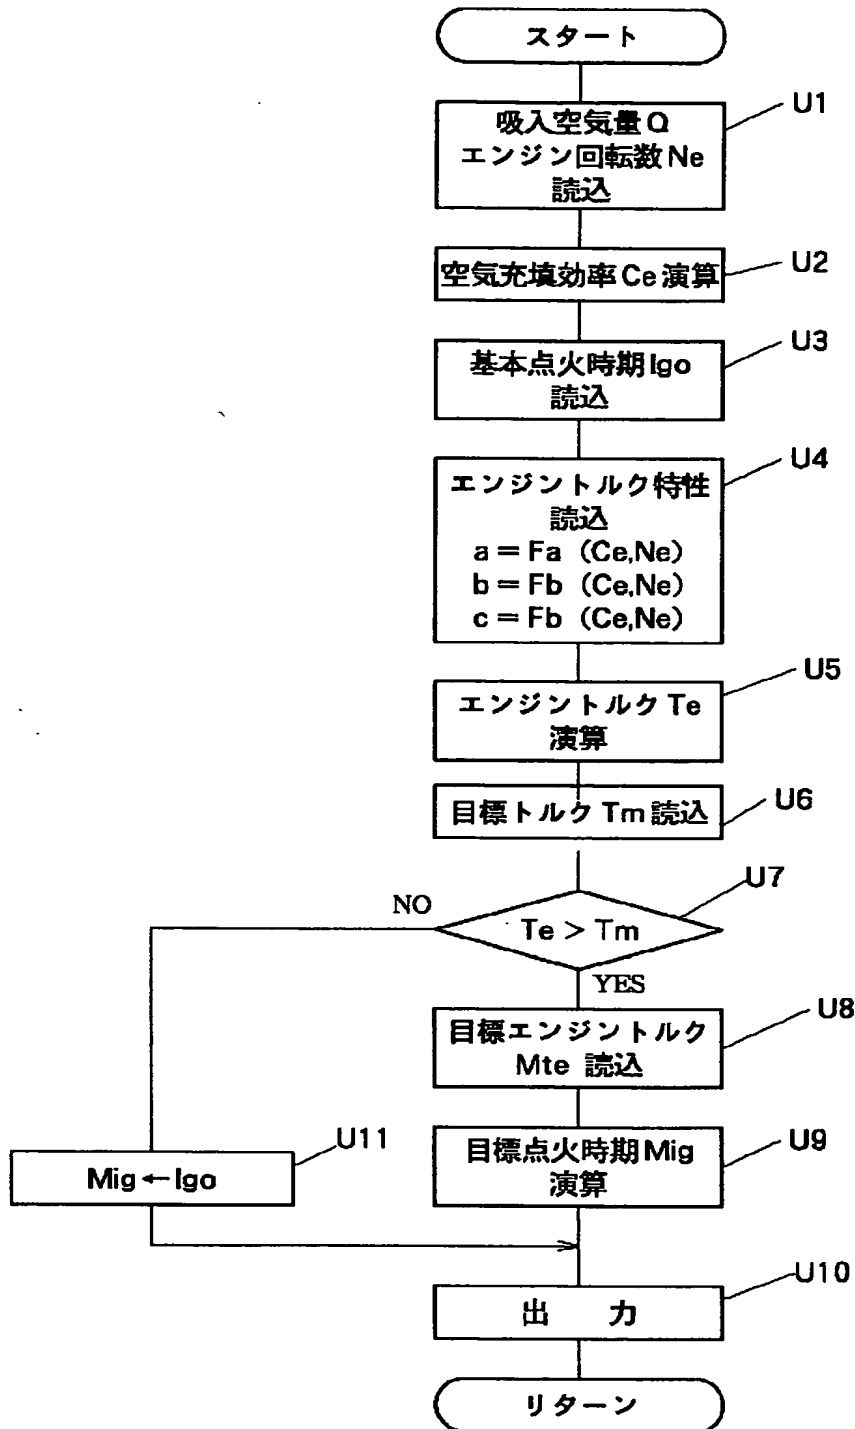 スタート
U1
吸入空気量Q
エンジン回転数Ne
読込
U2
空気充填効率Ce演算
U3
基本点火時期Igo
読込
U4
エンジントルク特性
読込
a = Fa (Ce,Ne)
b = Fb (Ce,Ne)
c = Fb (Ce,Ne)
U5
エンジントルクTe
演算
U6
目標トルクTm読込
U7
NO
Te > Tm
YES
U8
目標エンジントルク
Mte 読込
U11
Mig←Igo
U9
目標点火時期Mig
演算
U10
出 力
リターン